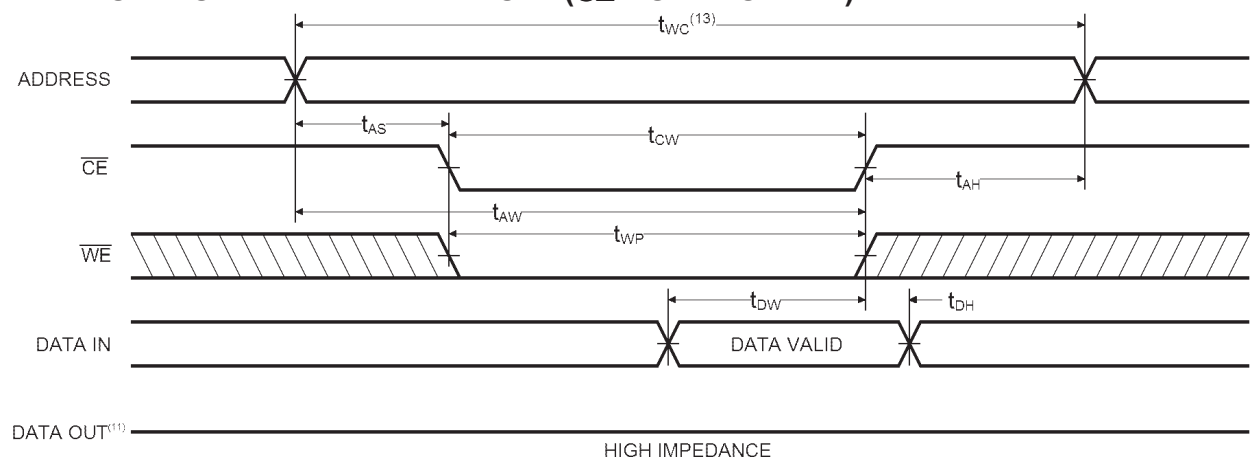 tWC(13)
ADDRESS
tAS
tCW
CE
tAH
tAW
tWP
WE
tDW
tDH
DATA IN
DATA VALID
DATA OUT(11)
HIGH IMPEDANCE